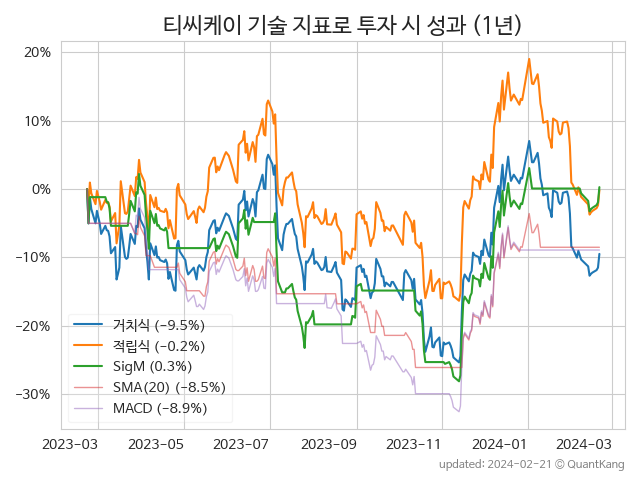 티씨케이 기술 지표로 투자 시 성과 (1년)
20%
10%
0%
−10%
−20%
−30%
거치식 (−9.5%)
적립식 (−0.2%)
SigM (0.3%)
SMA(20) (−8.5%)
MACD (−8.9%)
2023-03 2023-05 2023-07 2023-09 2023-11 2024-01 2024-03
updated: 2024-02-21 © QuantKang